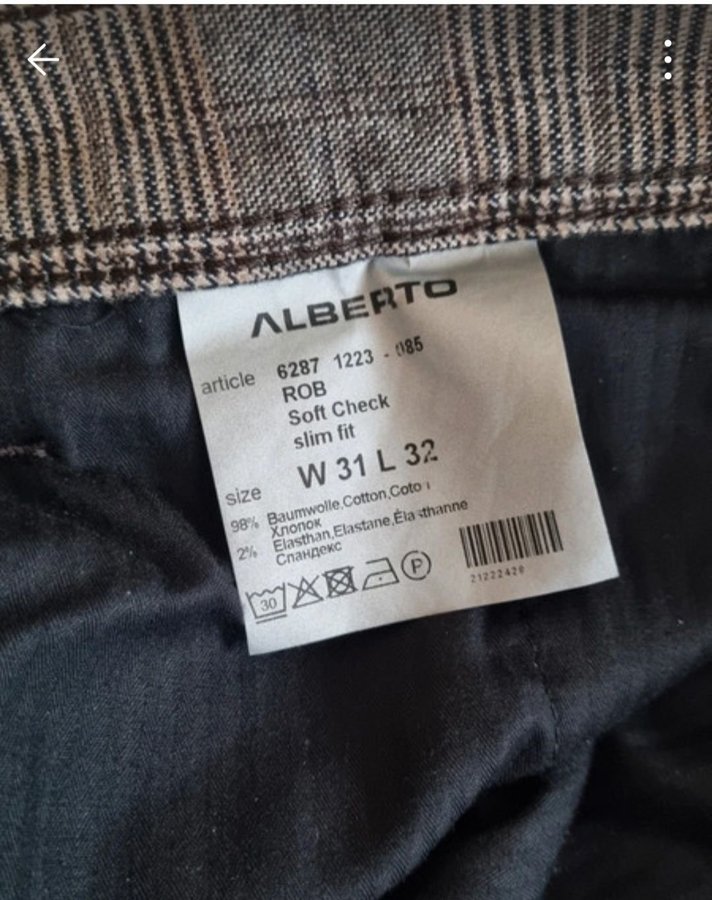 ALBERTO
article 6287 1223 - 085
ROB
Soft Check
slim fit
size W 31 L 32
98% Baumwolle,Cotton,Coton
Хлопок
2% Elasthan,Elastane,Élasthanne
Спандекс
30 P
21222428